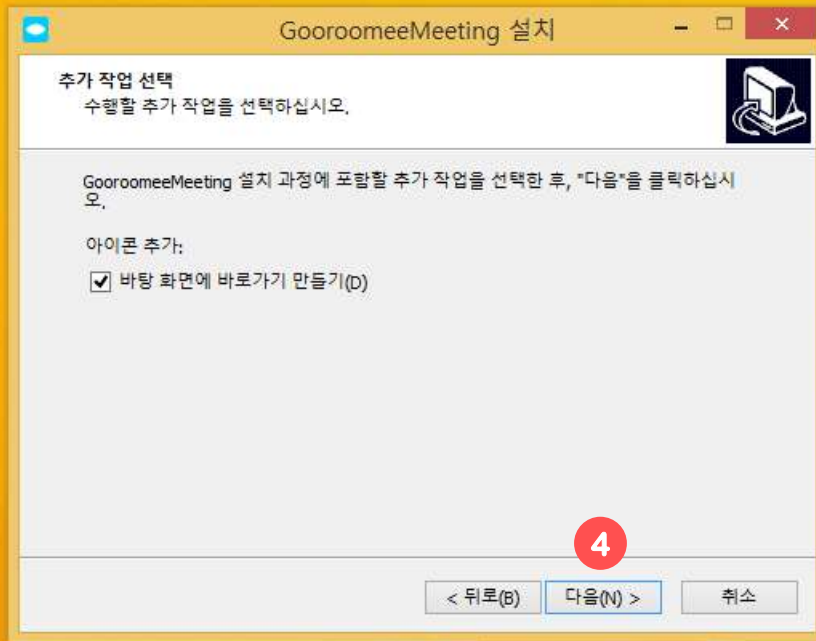 GooroomeeMeeting 설치
추가 작업 선택
수행할 추가 작업을 선택하십시오.
GooroomeeMeeting 설치 과정에 포함할 추가 작업을 선택한 후, "다음"을 클릭하십시
오.
아이콘 추가:
바탕 화면에 바로가기 만들기(D)
4
< 뒤로(B)
다음(N) >
취소